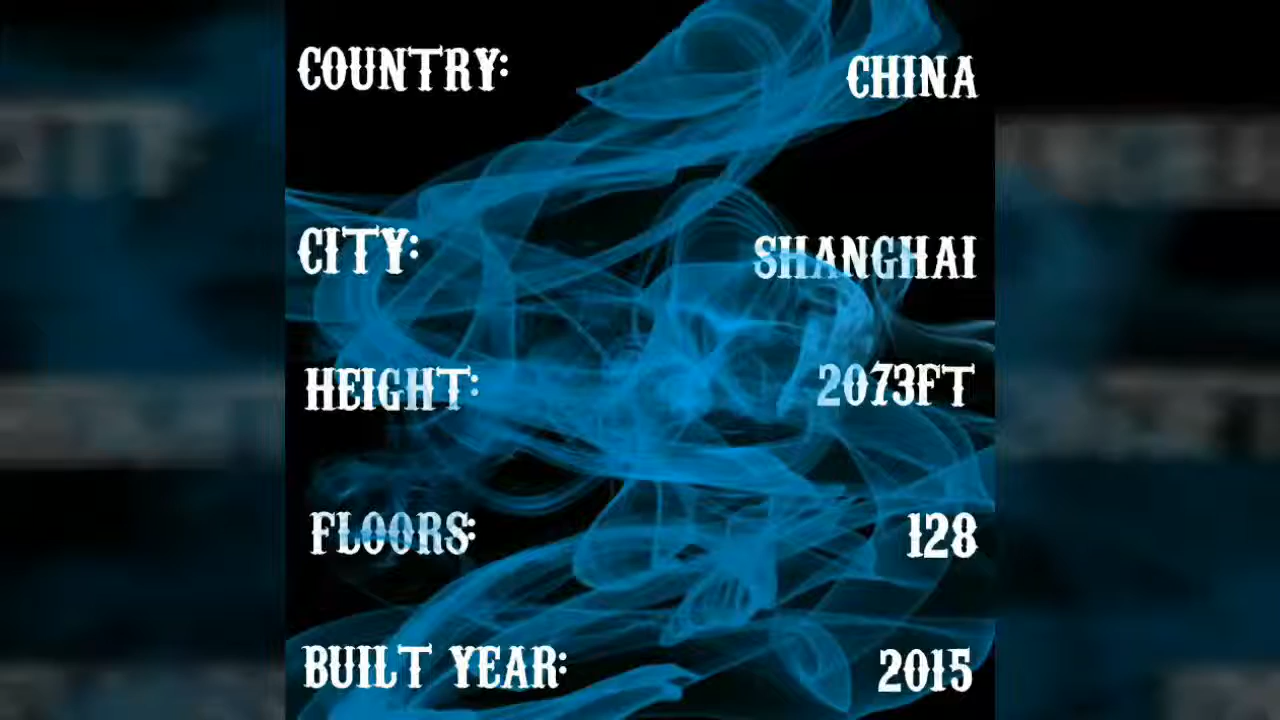 COUNTRY: CHINA
CITY: SHANGHAI
HEIGHT: 2073FT
FLOORS: 128
BUILT YEAR: 2015